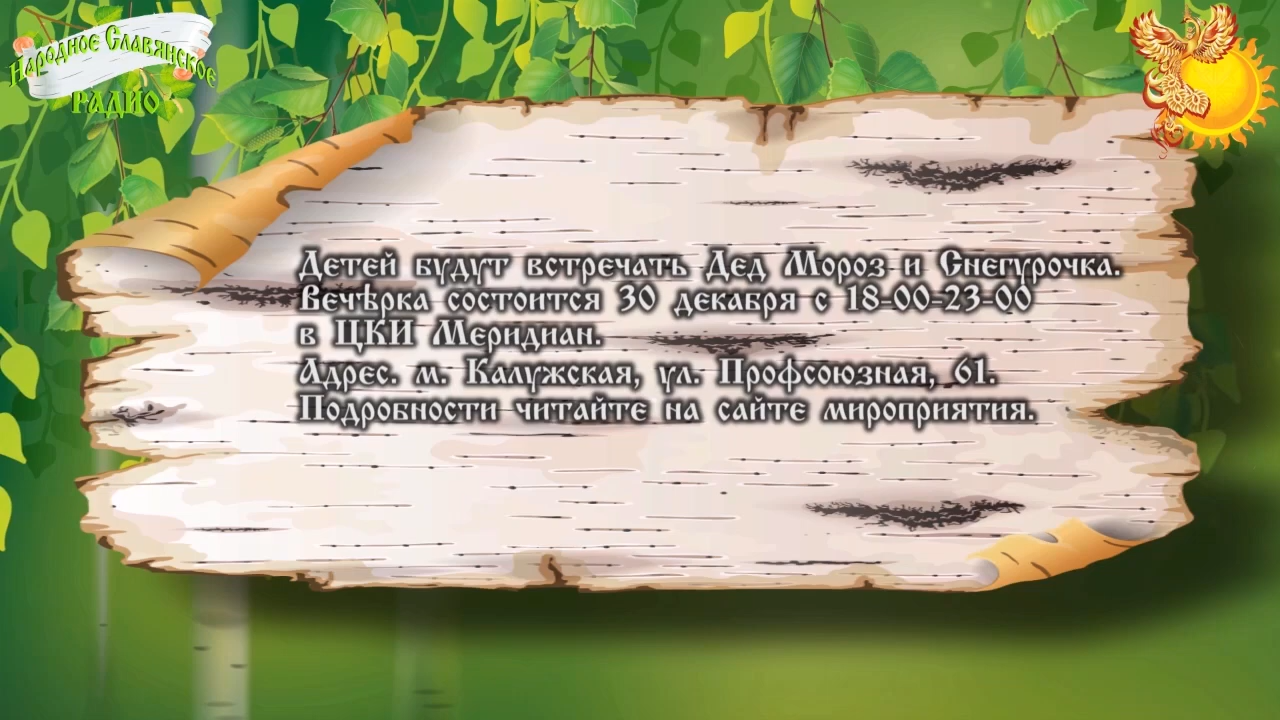 Народное Славянское
РАДИО
Детей будут встречать Дед Мороз и Снегурочка.
Вечѣрка состоится 30 декабря с 18-00-23-00
в ЦКИ Меридиан.
Адрес. м. Калужская, ул. Профсоюзная, 61.
Подробности читайте на сайте мироприятия.